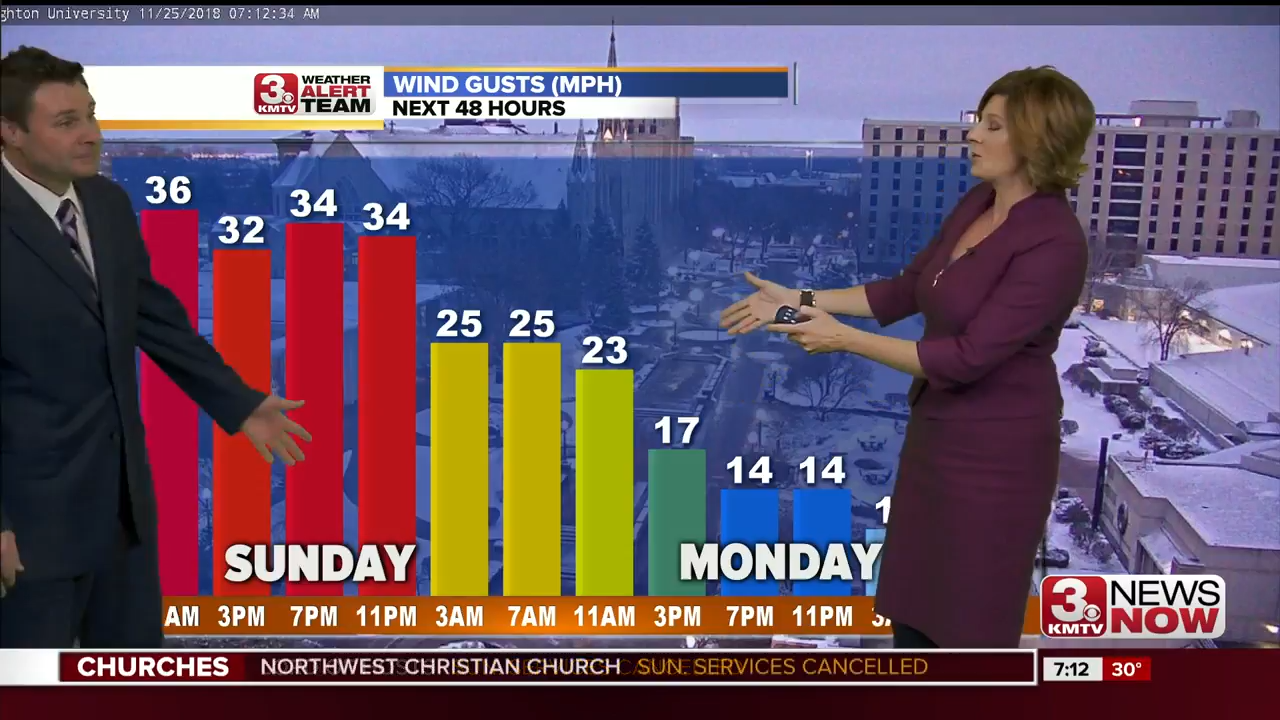 ghton University 11/25/2018 07:12:34 AM
3 KMTV
WEATHER
ALERT
TEAM
WIND GUSTS (MPH)
NEXT 48 HOURS
36 32 34 34 25 25 23 17 14 14 1
SUNDAY MONDAY
AM 3PM 7PM 11PM 3AM 7AM 11AM 3PM 7PM 11PM
3 KMTV
NEWS
NOW
CHURCHES NORTHWEST CHRISTIAN CHURCH SUN. SERVICES CANCELLED
7:12 30°